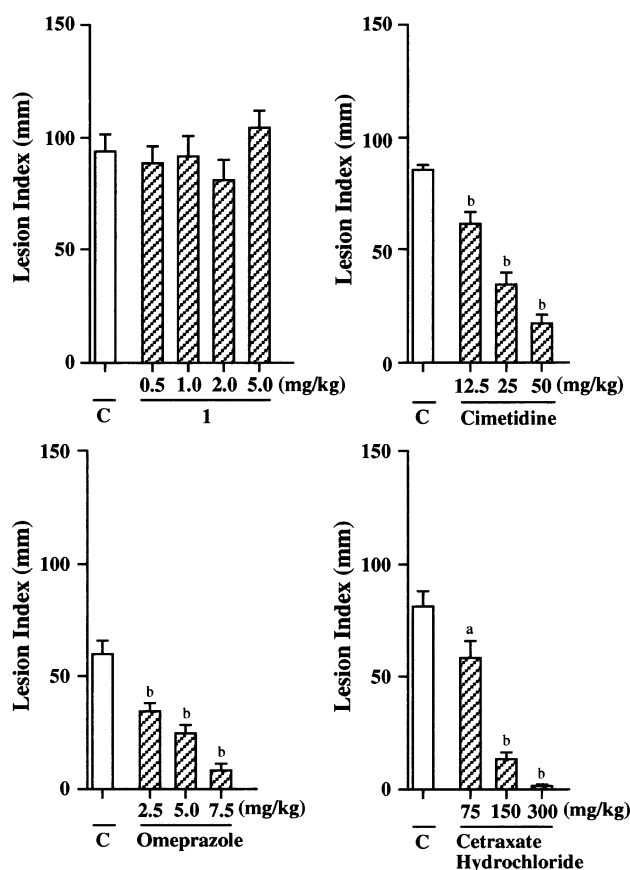 150
100
50
0
Lesion Index (mm)
0.5 1.0 2.0 5.0 (mg/kg)
C
1
150
100
50
0
Lesion Index (mm)
b
b
b
12.5 25 50 (mg/kg)
C
Cimetidine
150
100
50
0
Lesion Index (mm)
b
b
b
2.5 5.0 7.5 (mg/kg)
C
Omeprazole
150
100
50
0
Lesion Index (mm)
a
b
b
75 150 300 (mg/kg)
C
Cetraxate
Hydrochloride